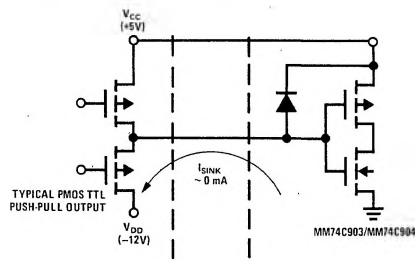 VCC
(+5V)
ISINK
~ 0 mA
TYPICAL PMOS TTL
PUSH-PULL OUTPUT
VDD
(–12V)
MM74C903/MM74C904